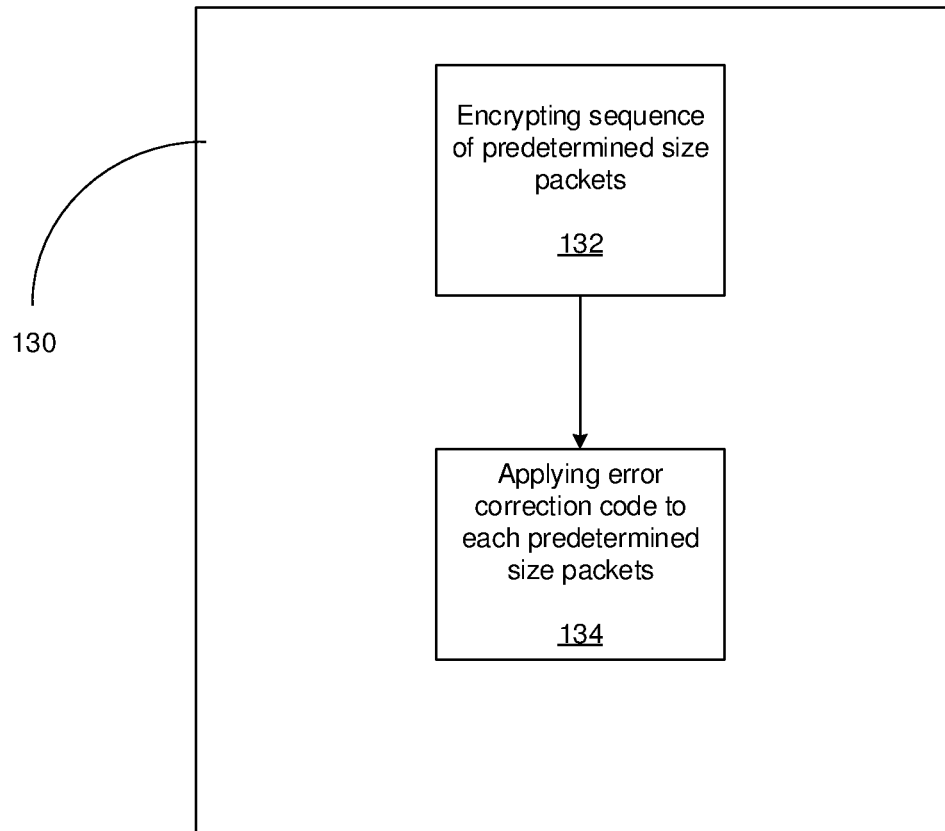 Encrypting sequence
of predetermined size
packets
132
130
Applying error
correction code to
each predetermined
size packets
134